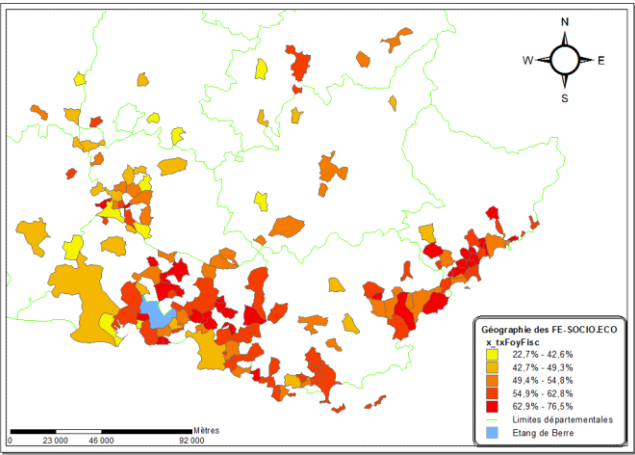 N
W E
S
Géographie des FE-SOCIO.ECO
x_txFoyFisc
22,7% - 42,6%
42,7% - 49,3%
49,4% - 54,8%
54,9% - 62,8%
62,9% - 76,5%
Limites départementales
Etang de Berre
Mètres
0 23 000 46 000 92 000